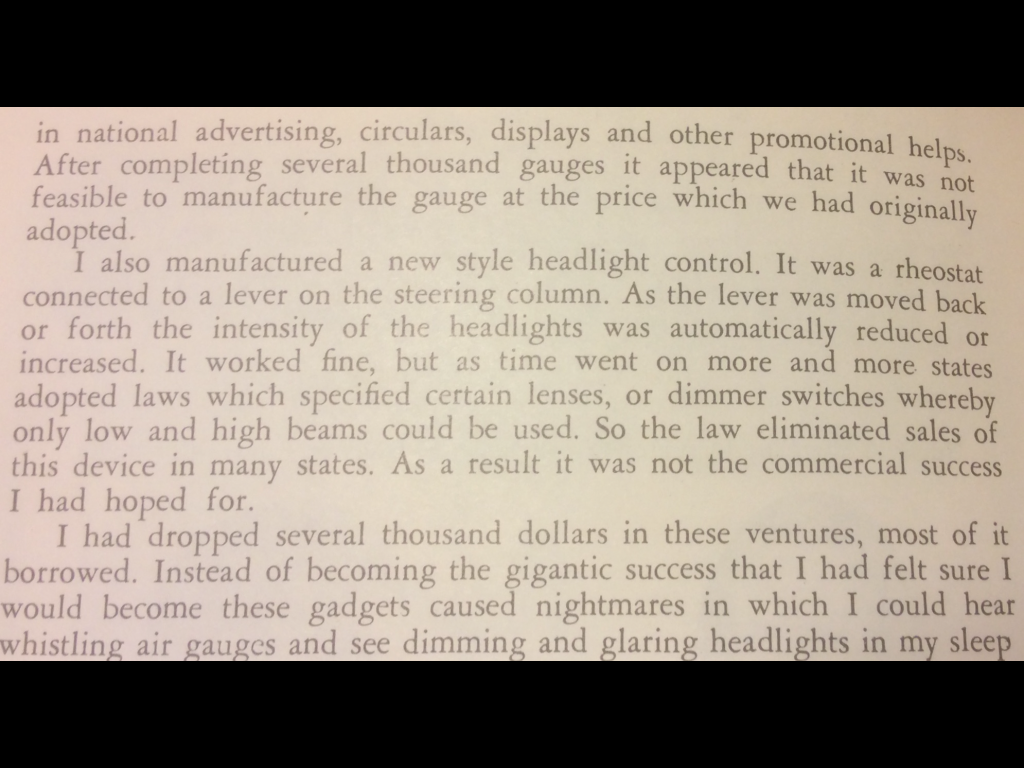 in national advertising, circulars, displays and other promotional helps.
After completing several thousand gauges it appeared that it was not
feasible to manufacture the gauge at the price which we had originally
adopted.
I also manufactured a new style headlight control. It was a rheostat
connected to a lever on the steering column. As the lever was moved back
or forth the intensity of the headlights was automatically reduced or
increased. It worked fine, but as time went on more and more states
adopted laws which specified certain lenses, or dimmer switches whereby
only low and high beams could be used. So the law eliminated sales of
this device in many states. As a result it was not the commercial success
I had hoped for.
I had dropped several thousand dollars in these ventures, most of it
borrowed. Instead of becoming the gigantic success that I had felt sure I
would become these gadgets caused nightmares in which I could hear
whistling air gauges and see dimming and glaring headlights in my sleep